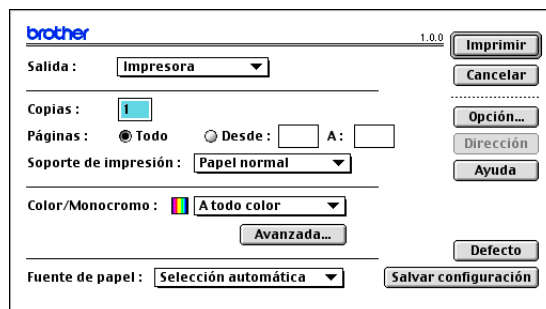 brother
1.0.0 Imprimir
Salida : Impresora
Cancelar
Copias : 1
Opción...
Páginas : Todo Desde : A :
Dirección
Soporte de impresión : Papel normal
Ayuda
Color/Monocromo : A todo color
Avanzada...
Defecto
Fuente de papel : Selección automática Salvar configuración